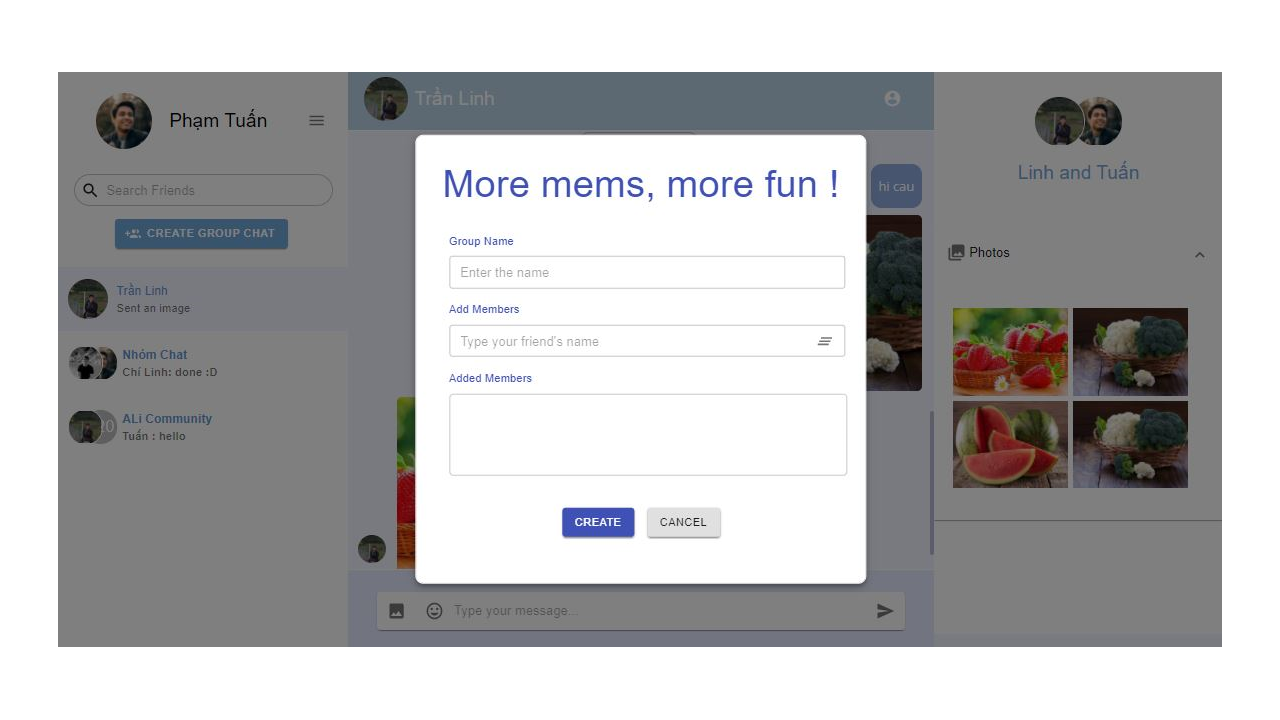 Phạm Tuấn
Search Friends
CREATE GROUP CHAT
Trần Linh
Sent an image
Nhóm Chat
Chí Linh: done :D
20
ALi Community
Tuấn : hello
Trần Linh
hi cau
More mems, more fun !
Group Name
Enter the name
Add Members
Type your friend's name
Added Members
CREATE
CANCEL
Type your message...
Linh and Tuấn
Photos